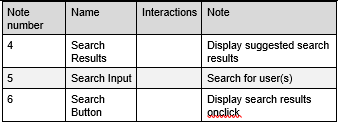 Note number Name Interactions Note
4 Search Results Display suggested search results
5 Search Input Search for user(s)
6 Search Button Display search results onclick